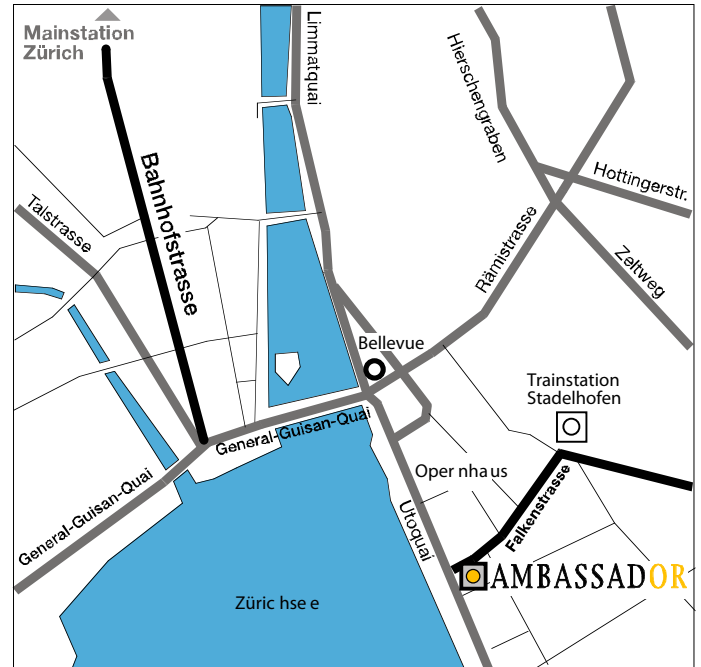 Mainstation
Zürich
Limmatquai
Hierschengraben
Hottingerstr.
Bahnhofstrasse
Talstrasse
Rämistrasse
Zeltweg
Bellevue
Trainstation
Stadelhofen
General-Guisan-Quai
Oper nha us
General-Guisan-Quai
Utoquai
Falkenstrasse
AMBASSADOR
Züric hse e